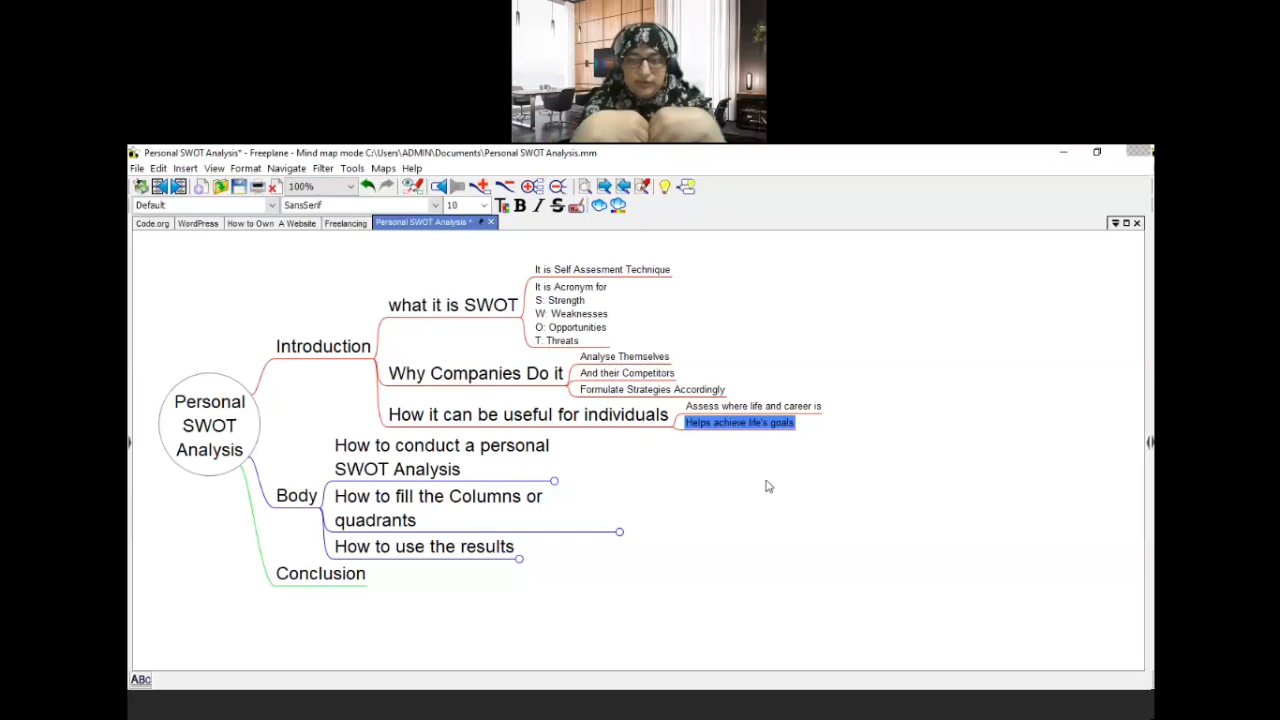 Personal SWOT Analysis* - Freeplane - Mind map mode C:\Users\ADMIN\Documents\Personal SWOT Analysis.mm
File Edit Insert View Format Navigate Filter Tools Maps Help
100%
Default SansSerif 10
Code.org WordPress How to Own A Website Freelancing Personal SWOT Analysis *
It is Self Assesment Technique
It is Acronym for
S: Strength
W: Weaknesses
O: Opportunities
T: Threats
what it is SWOT
Introduction
Analyse Themselves
Why Companies Do it
And their Competitors
Formulate Strategies Accordingly
How it can be useful for individuals
Assess where life and career is
Helps achieve life's goals
Personal
SWOT
Analysis
How to conduct a personal
SWOT Analysis
Body
How to fill the Columns or
quadrants
How to use the results
Conclusion
ABC